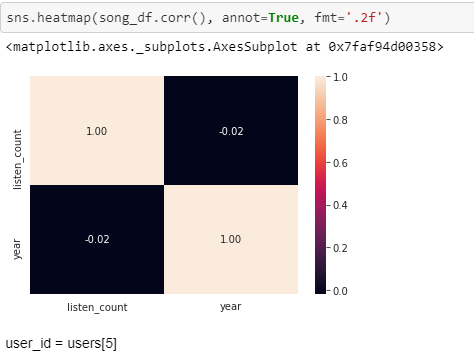 sns.heatmap(song_df.corr(), annot=True, fmt='.2f')
<matplotlib.axes._subplots.AxesSubplot at 0x7faf94d00358>
1.0
0.8
0.6
0.4
0.2
0.0
listen_count
year
1.00
-0.02
-0.02
1.00
listen_count
year
user_id = users[5]